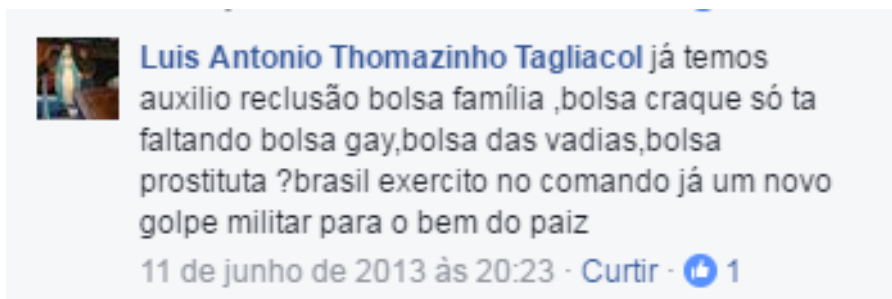 Luis Antonio Thomazinho Tagliacol já temos
auxilio reclusão bolsa família ,bolsa craque só ta
faltando bolsa gay,bolsa das vadias,bolsa
prostituta ?brasil exercito no comando já um novo
golpe militar para o bem do paiz
11 de junho de 2013 às 20:23 · Curtir · 1